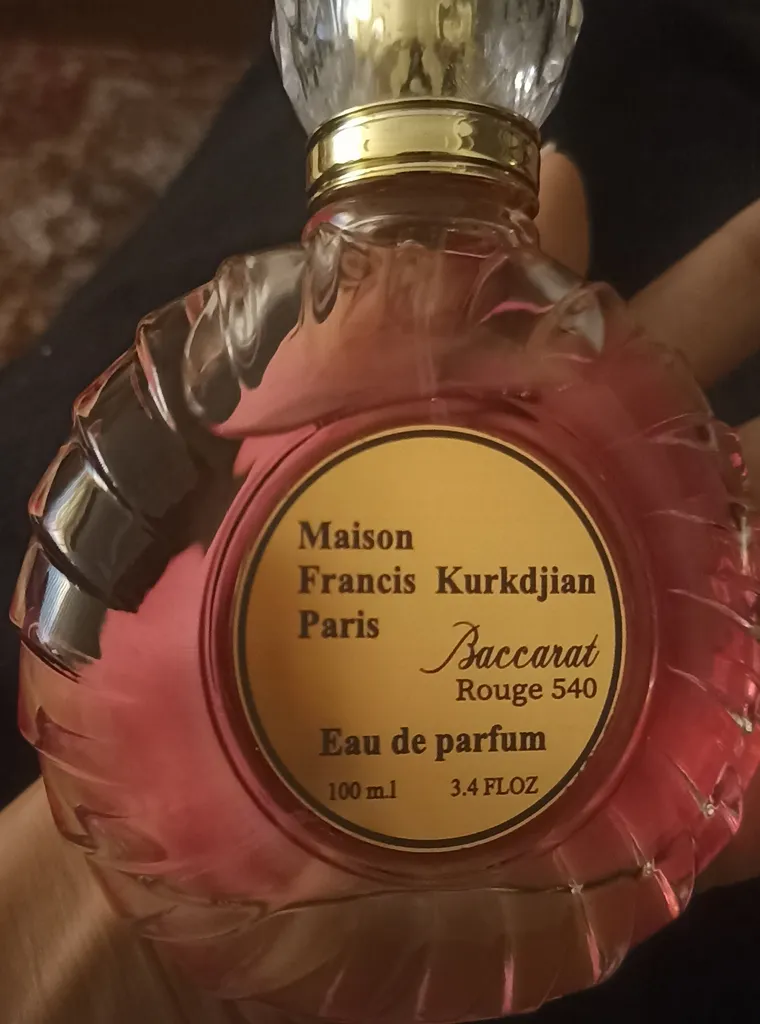 Maison
Francis Kurkdjian
Paris
Baccarat
Rouge 540
Eau de parfum
100 m.l 3.4 FLOZ